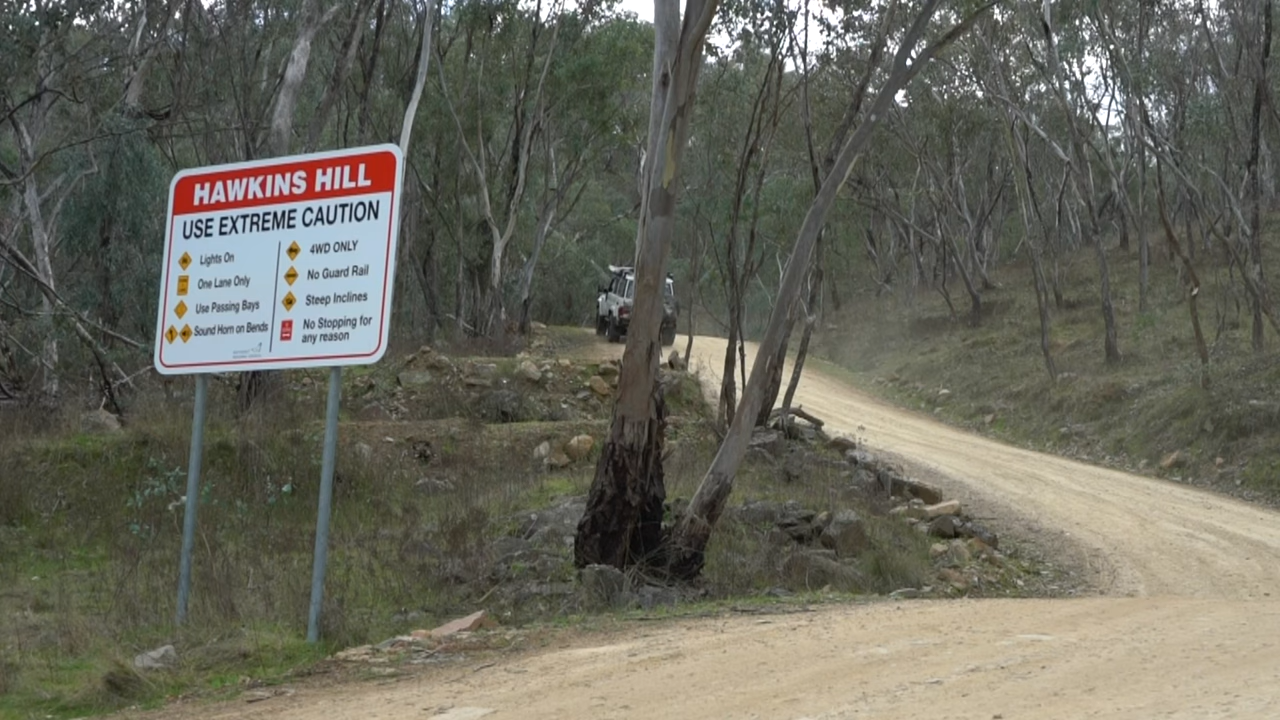 HAWKINS HILL
USE EXTREME CAUTION
Lights On
One Lane Only
Use Passing Bays
Sound Horn on Bends
4WD ONLY
No Guard Rail
Steep Inclines
No Stopping for
any reason